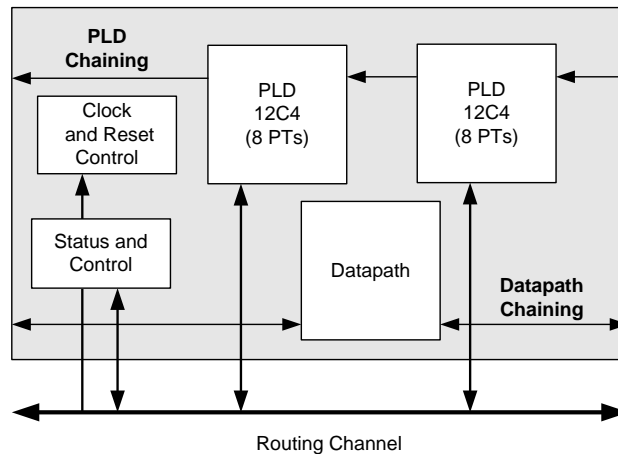 PLD
Chaining
PLD
12C4
(8 PTs)
PLD
12C4
(8 PTs)
Clock
and Reset
Control
Status and
Control
Datapath
Datapath
Chaining
Routing Channel